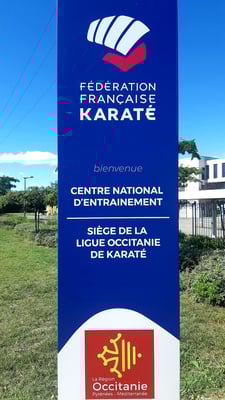 FÉDÉRATION
FRANÇAISE
KARATÉ
bienvenue
CENTRE NATIONAL
D'ENTRAINEMENT
SIÈGE DE LA
LIGUE OCCITANIE
DE KARATÉ
La Région
Occitanie
Pyrénées - Méditerranée